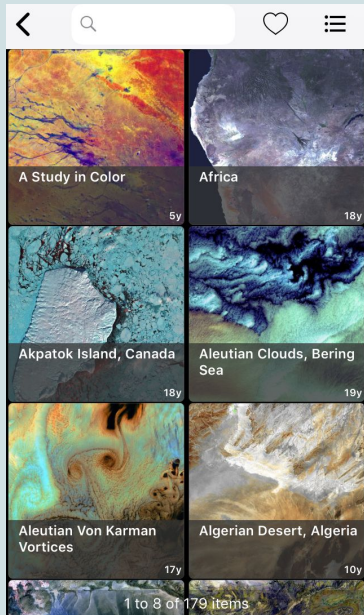 A Study in Color
5y
Africa
18y
Akpatok Island, Canada
18y
Aleutian Clouds, Bering
Sea
19y
Aleutian Von Karman
Vortices
17y
Algerian Desert, Algeria
10y
1 to 8 of 179 items